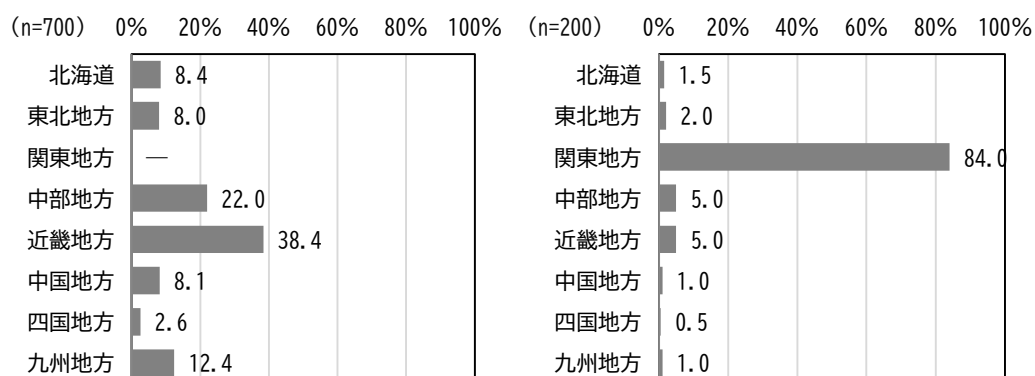 (n=700) 0% 20% 40% 60% 80% 100%
北海道 8.4
東北地方 8.0
関東地方 —
中部地方 22.0
近畿地方 38.4
中国地方 8.1
四国地方 2.6
九州地方 12.4
(n=200) 0% 20% 40% 60% 80% 100%
北海道 1.5
東北地方 2.0
関東地方 84.0
中部地方 5.0
近畿地方 5.0
中国地方 1.0
四国地方 0.5
九州地方 1.0